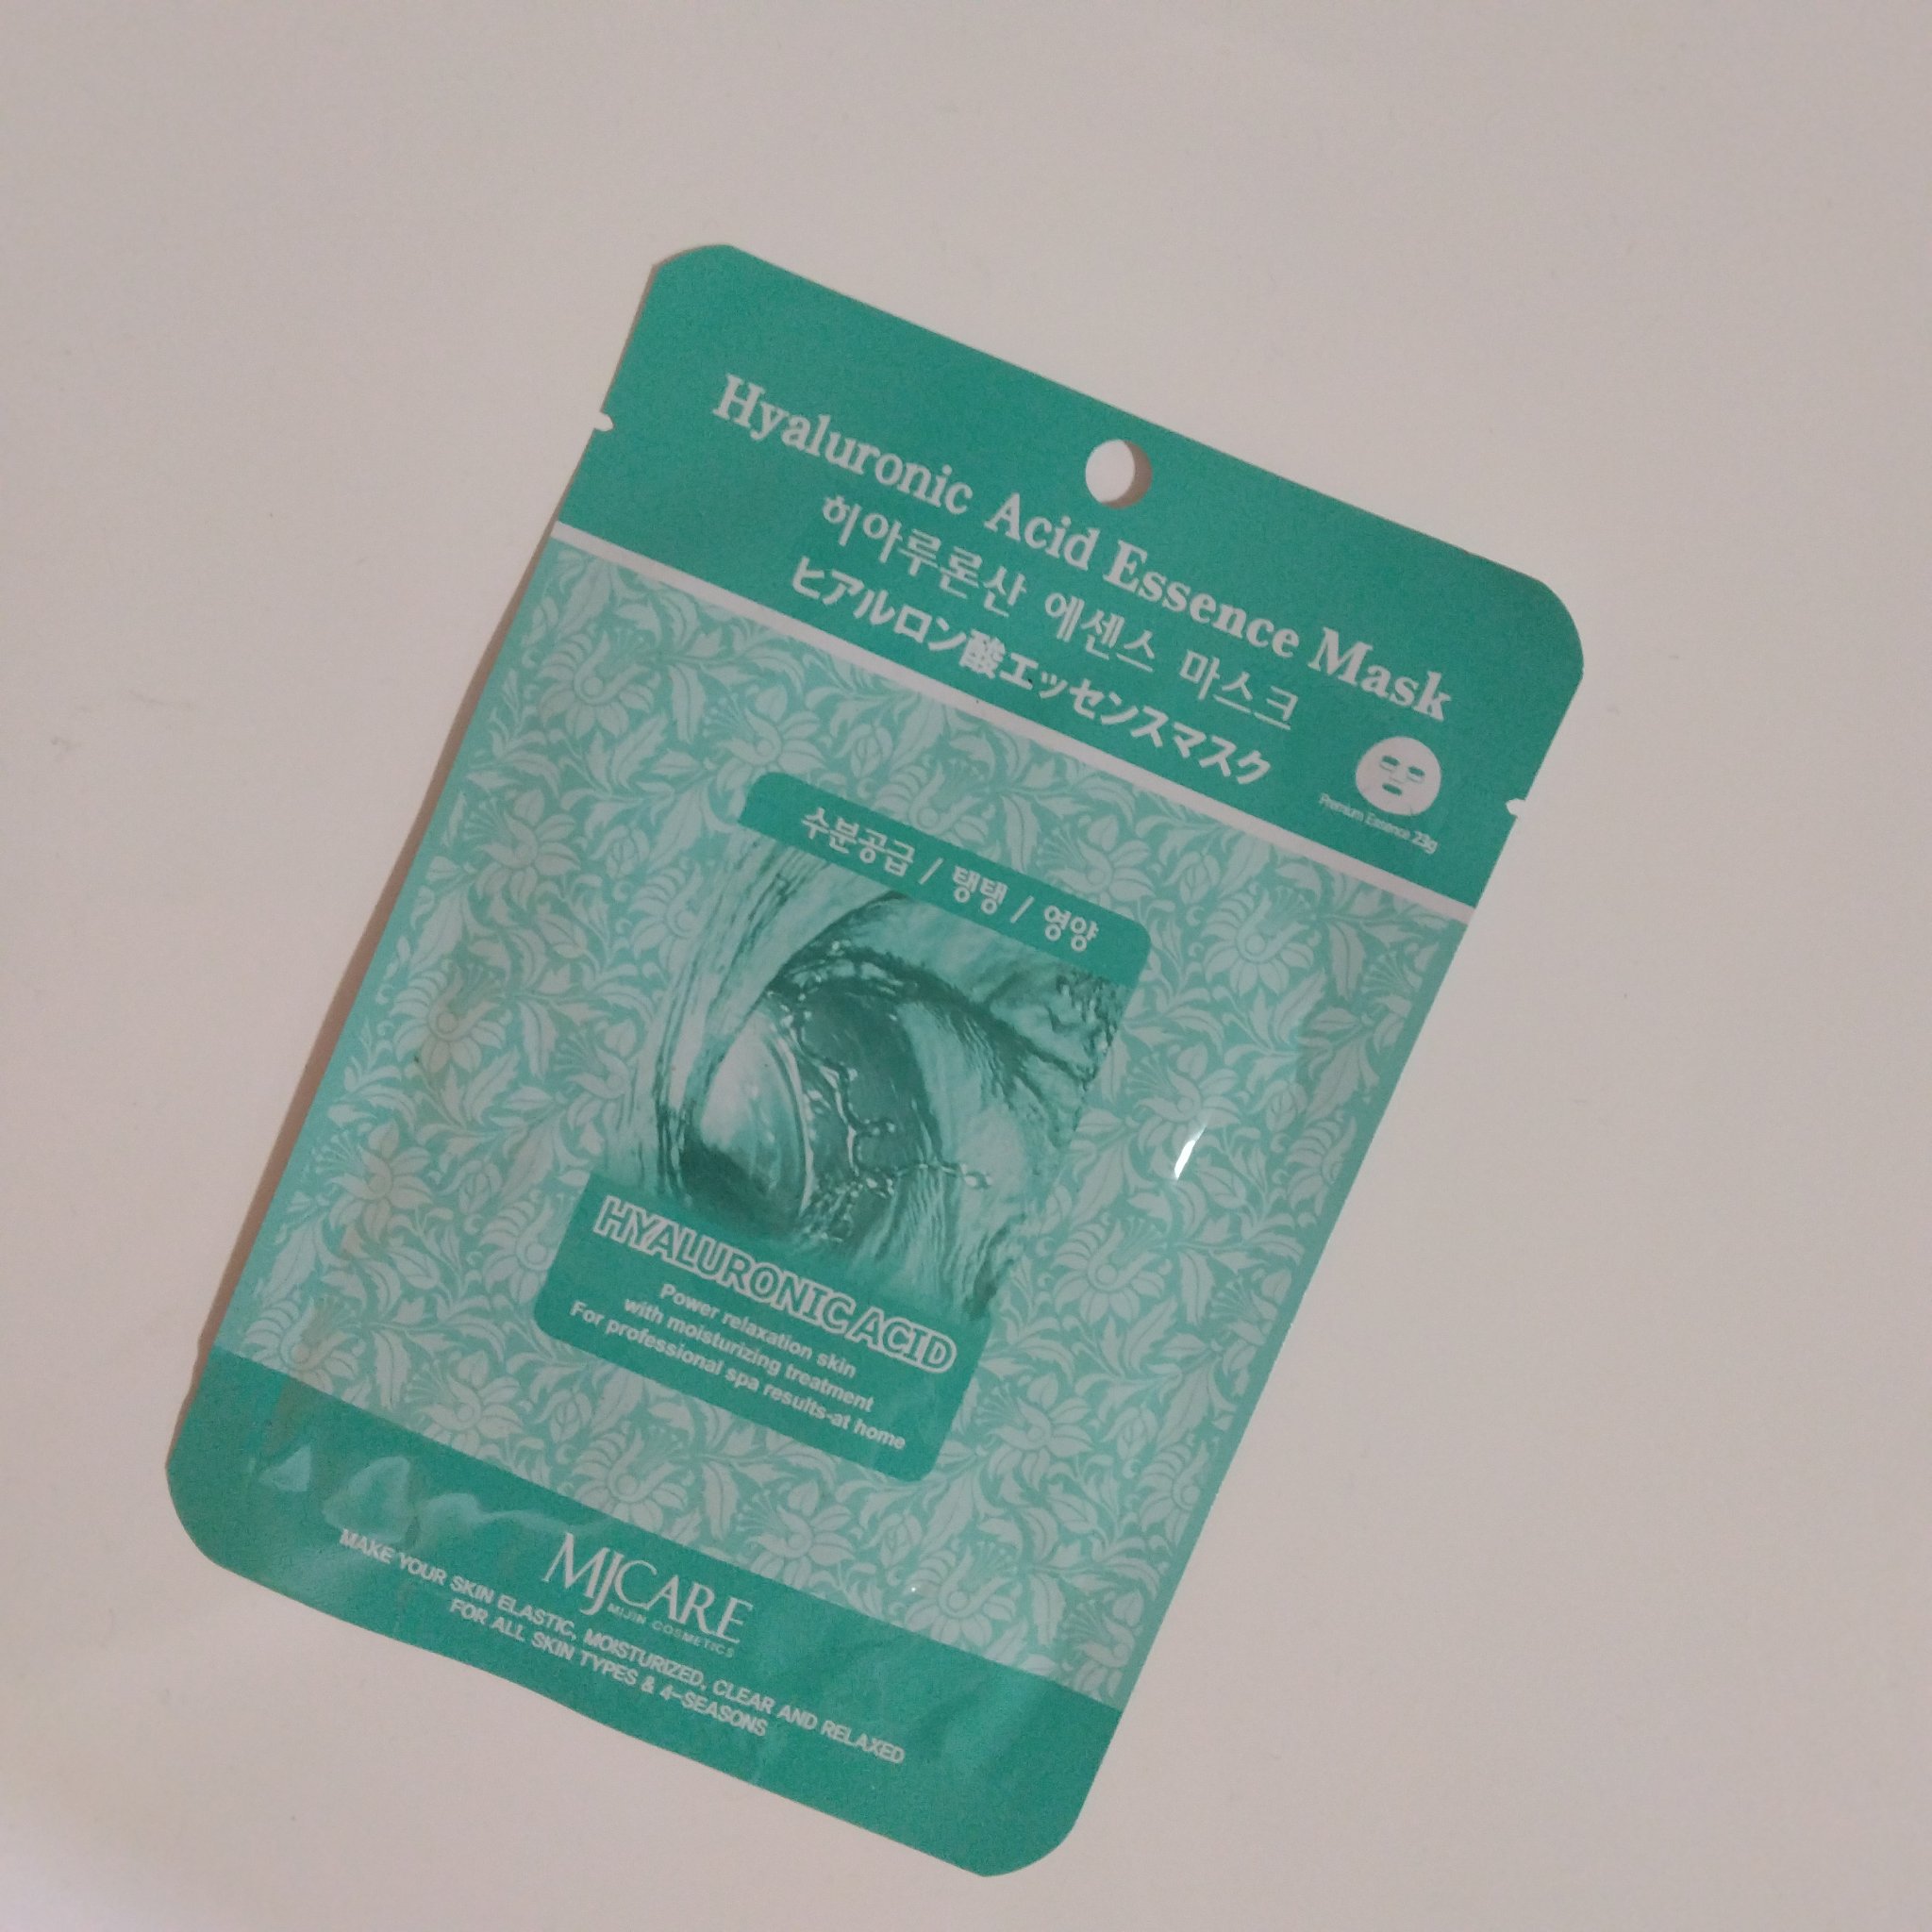 Hyaluronic Acid Essence Mask
히아루론산 에센스 마스크
ヒアルロン酸エッセンスマスク
Premium Essence 23g
수분공급 / 탱탱 / 영양
HYALURONIC ACID
Power relaxation skin
with moisturizing treatment
For professional spa results-at home
MJCARE
MIJIN COSMETICS
MAKE YOUR SKIN ELASTIC, MOISTURIZED, CLEAR AND RELAXED
FOR ALL SKIN TYPES & 4-SEASONS